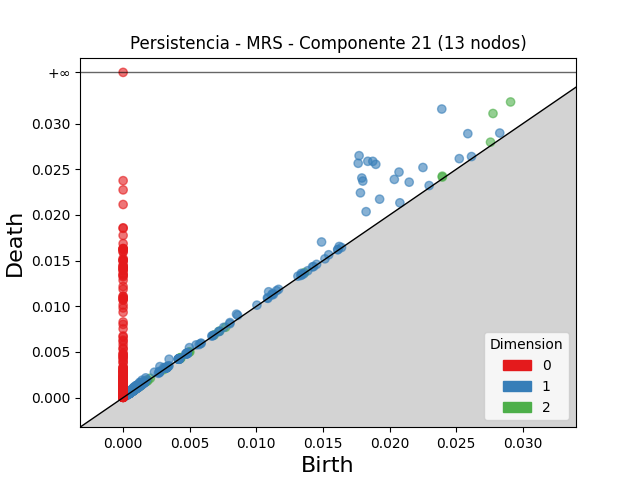 Persistencia - MRS - Componente 21 (13 nodos)
+∞
0.030
0.025
0.020
0.015
0.010
0.005
0.000
Death
Dimension
0
1
2
0.000 0.005 0.010 0.015 0.020 0.025 0.030
Birth